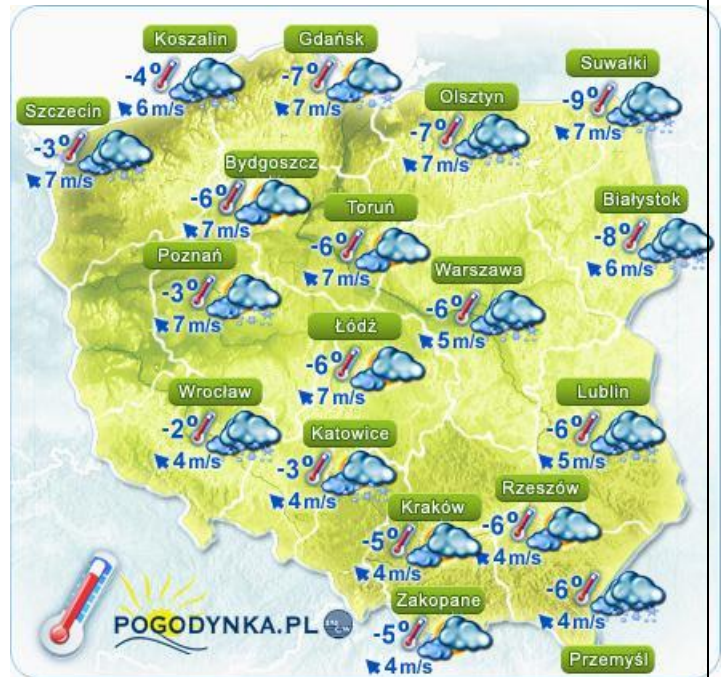 Koszalin
-4°
6 m/s
Gdańsk
-7°
7 m/s
Suwałki
-9°
7 m/s
Olsztyn
-7°
7 m/s
Szczecin
-3°
7 m/s
Bydgoszcz
-6°
7 m/s
Toruń
-6°
7 m/s
Białystok
-8°
6 m/s
Poznań
-3°
7 m/s
Warszawa
-6°
5 m/s
Łódź
-6°
7 m/s
Wrocław
-2°
4 m/s
Katowice
-3°
4 m/s
Lublin
-6°
5 m/s
Kraków
-5°
4 m/s
Rzeszów
-6°
4 m/s
-6°
4 m/s
Przemyśl
Zakopane
-5°
4 m/s
POGODYNKA.PL